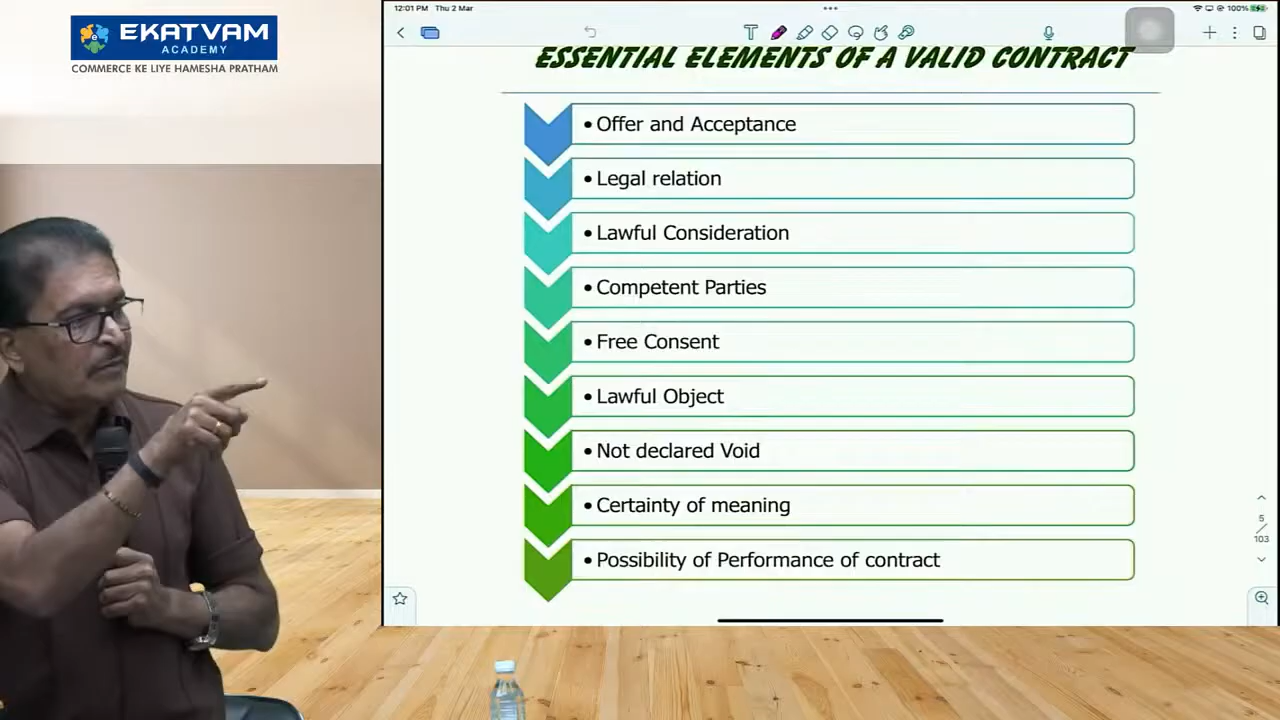 EKATVAM
ACADEMY
COMMERCE KE LIYE HAMESHA PRATHAM
12:01 PM Thu 2 Mar
100%
T
ESSENTIAL ELEMENTS OF A VALID CONTRACT
• Offer and Acceptance
• Legal relation
• Lawful Consideration
• Competent Parties
• Free Consent
• Lawful Object
• Not declared Void
• Certainty of meaning
• Possibility of Performance of contract
5
103